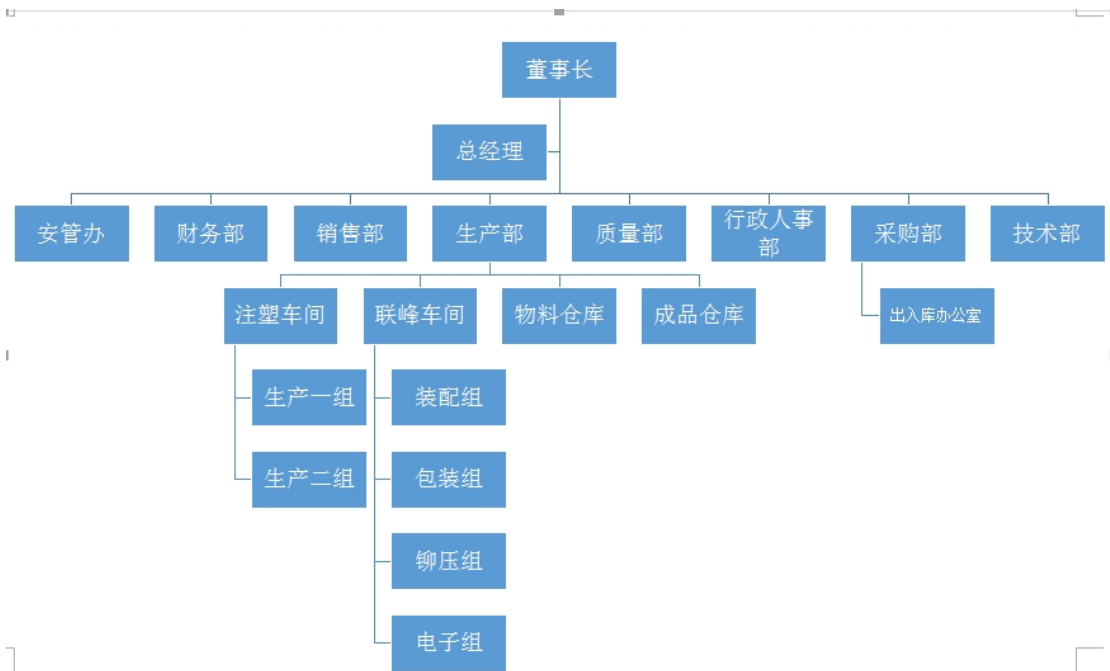 董事长
总经理
安管办
财务部
销售部
生产部
质量部
行政人事
部
采购部
技术部
注塑车间
联峰车间
物料仓库
成品仓库
出入库办公室
生产一组
装配组
生产二组
包装组
铆压组
电子组